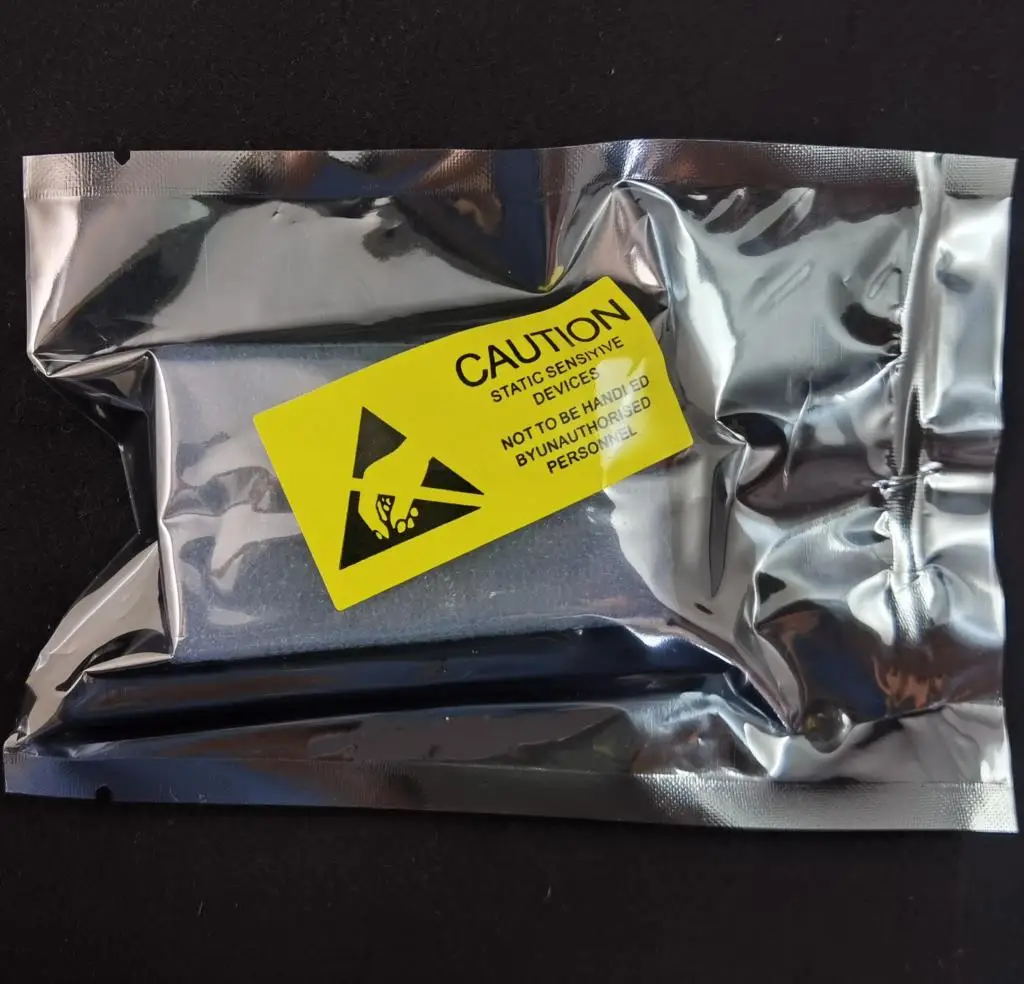 CAUTION
STATIC SENSIYIVE
DEVICES
NOT TO BE HANDLED
BYUNAUTHORISED
PERSONNEL